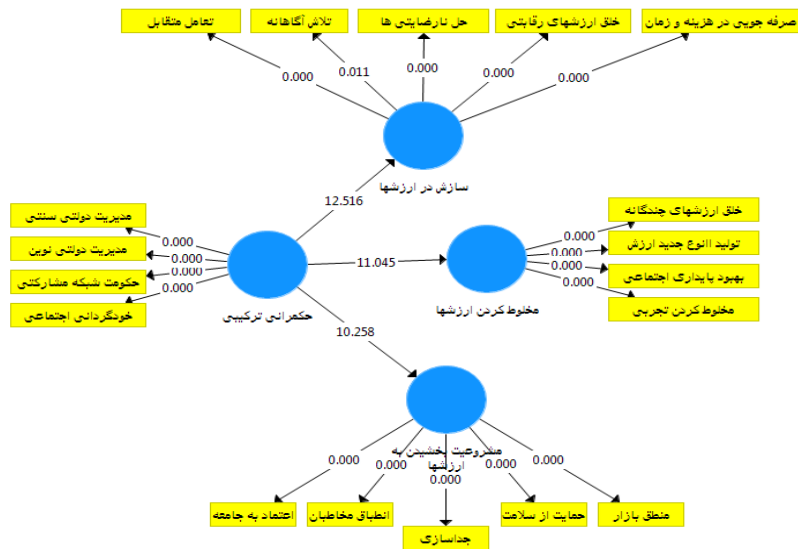 صرفه جویی در هزینه و زمان
خلق ارزشهای رقابتی
حل نارضایتی ها
تلاش آگاهانه
تعامل متقابل
0.000
0.011
0.000
0.000
0.000
سازش در ارزشها
12.516
مدیریت دولتی سنتی
مدیریت دولتی نوین
حکومت شبکه مشارکتی
خودگردانی اجتماعی
0.000
0.000
0.000
0.000
حکمرانی ترکیبی
11.045
خلق ارزشهای چندگانه
تولید اانوع جدید ارزش
بهبود پایداری اجتماعی
مخلوط کردن تجربی
0.000
0.000
0.000
0.000
مخلوط کردن ارزشها
10.258
مشروعیت بخشیدن به
ارزشها
0.000
0.000
0.000
0.000
0.000
منطق بازار
حمایت از سلامت
جداسازی
انطباق مخاطبان
اعتماد به جامعه